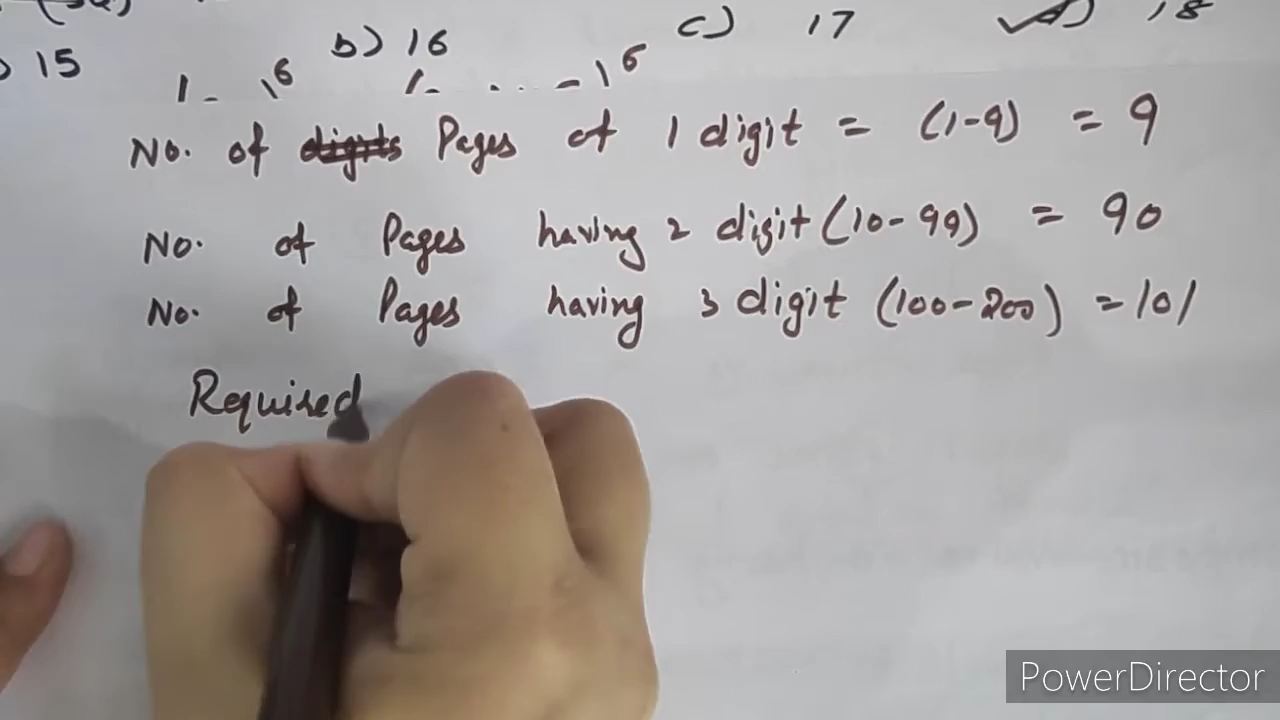 c) 17 d) 18
15 b) 16
No. of digits Pages of 1 digit = (1-9) = 9
No. of Pages having 2 digit (10-99) = 90
No. of Pages having 3 digit (100-200) = 101
Required
PowerDirector